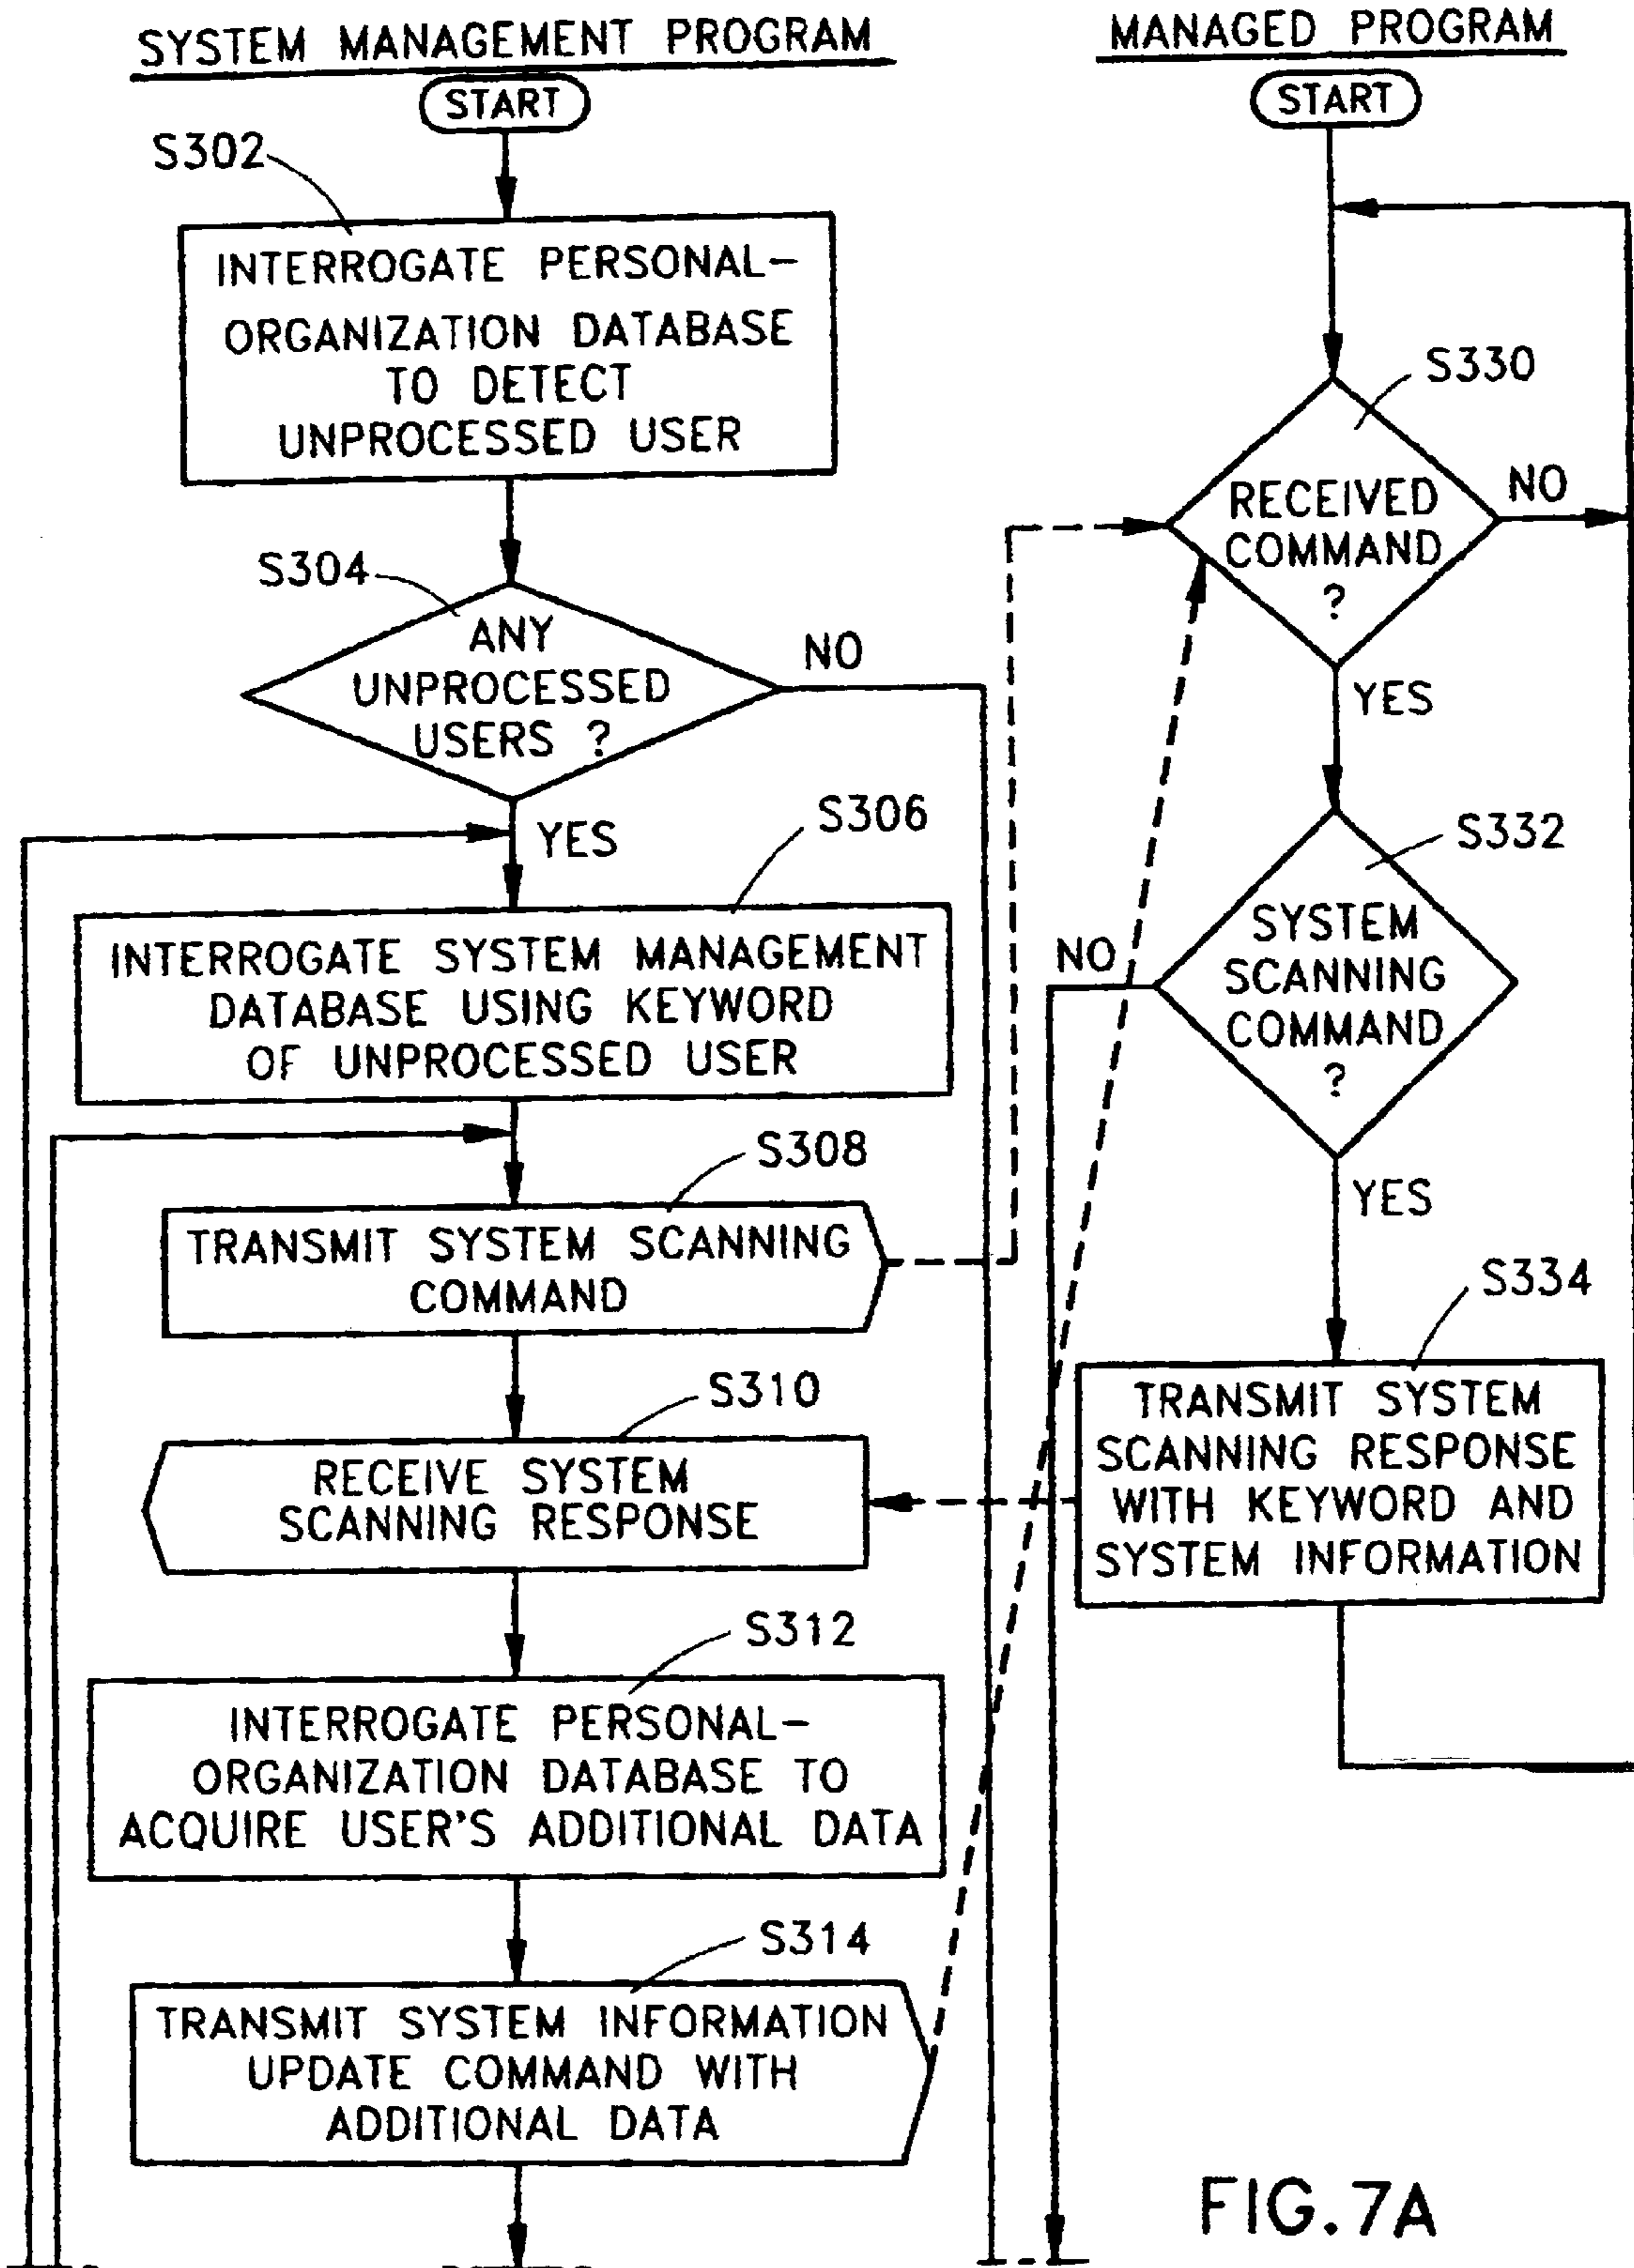 SYSTEM MANAGEMENT PROGRAM
START
S302
INTERROGATE PERSONAL-
ORGANIZATION DATABASE
TO DETECT
UNPROCESSED USER
S304
ANY
UNPROCESSED
USERS ?
NO
YES
S306
INTERROGATE SYSTEM MANAGEMENT
DATABASE USING KEYWORD
OF UNPROCESSED USER
S308
TRANSMIT SYSTEM SCANNING
COMMAND
S310
RECEIVE SYSTEM
SCANNING RESPONSE
S312
INTERROGATE PERSONAL-
ORGANIZATION DATABASE TO
ACQUIRE USER'S ADDITIONAL DATA
S314
TRANSMIT SYSTEM INFORMATION
UPDATE COMMAND WITH
ADDITIONAL DATA
MANAGED PROGRAM
START
S330
RECEIVED
COMMAND
?
NO
YES
S332
SYSTEM
SCANNING
COMMAND
?
NO
YES
S334
TRANSMIT SYSTEM
SCANNING RESPONSE
WITH KEYWORD AND
SYSTEM INFORMATION
FIG.7A